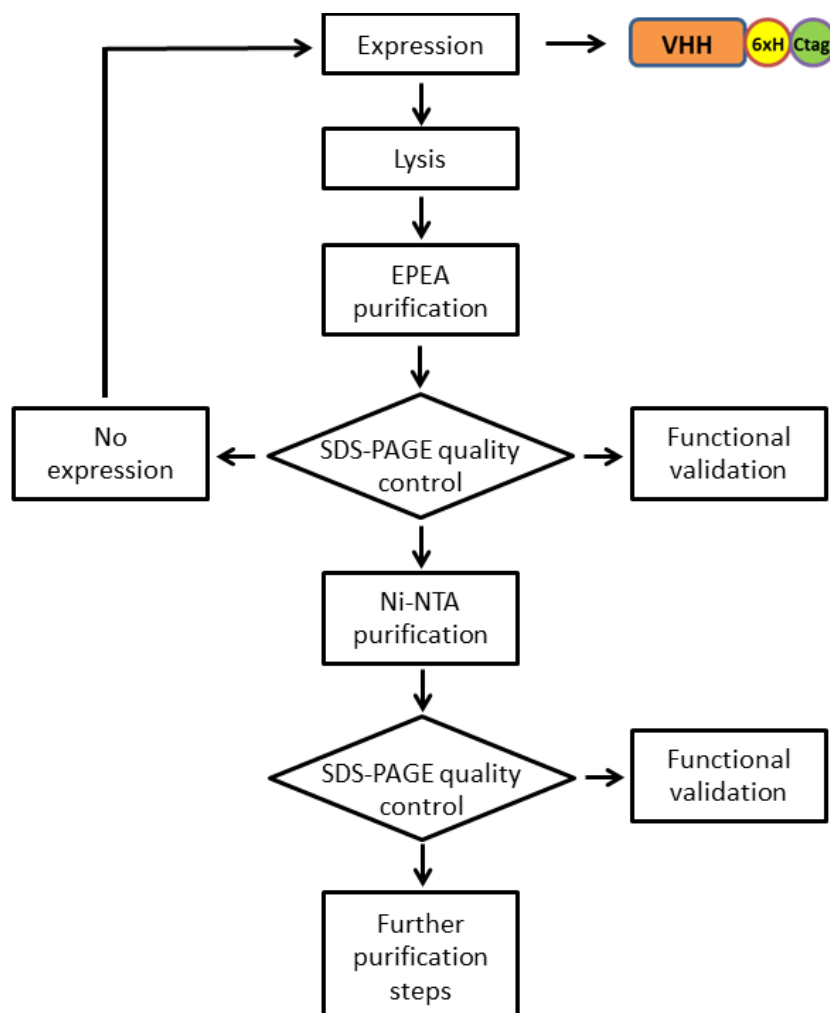 Expression
VHH
6xH
Ctag
Lysis
EPEA
purification
No
expression
SDS-PAGE quality
control
Functional
validation
Ni-NTA
purification
SDS-PAGE quality
control
Functional
validation
Further
purification
steps